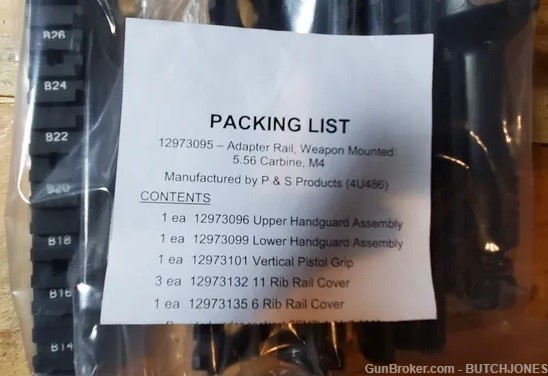 B26
B24
B22
B20
B18
B16
B14
PACKING LIST
12973095 – Adapter Rail, Weapon Mounted:
5.56 Carbine, M4
Manufactured by P & S Products (4U486)
CONTENTS
1 ea 12973096 Upper Handguard Assembly
1 ea 12973099 Lower Handguard Assembly
1 ea 12973101 Vertical Pistol Grip
3 ea 12973132 11 Rib Rail Cover
1 ea 12973135 6 Rib Rail Cover
GunBroker.com - BUTCHJONES